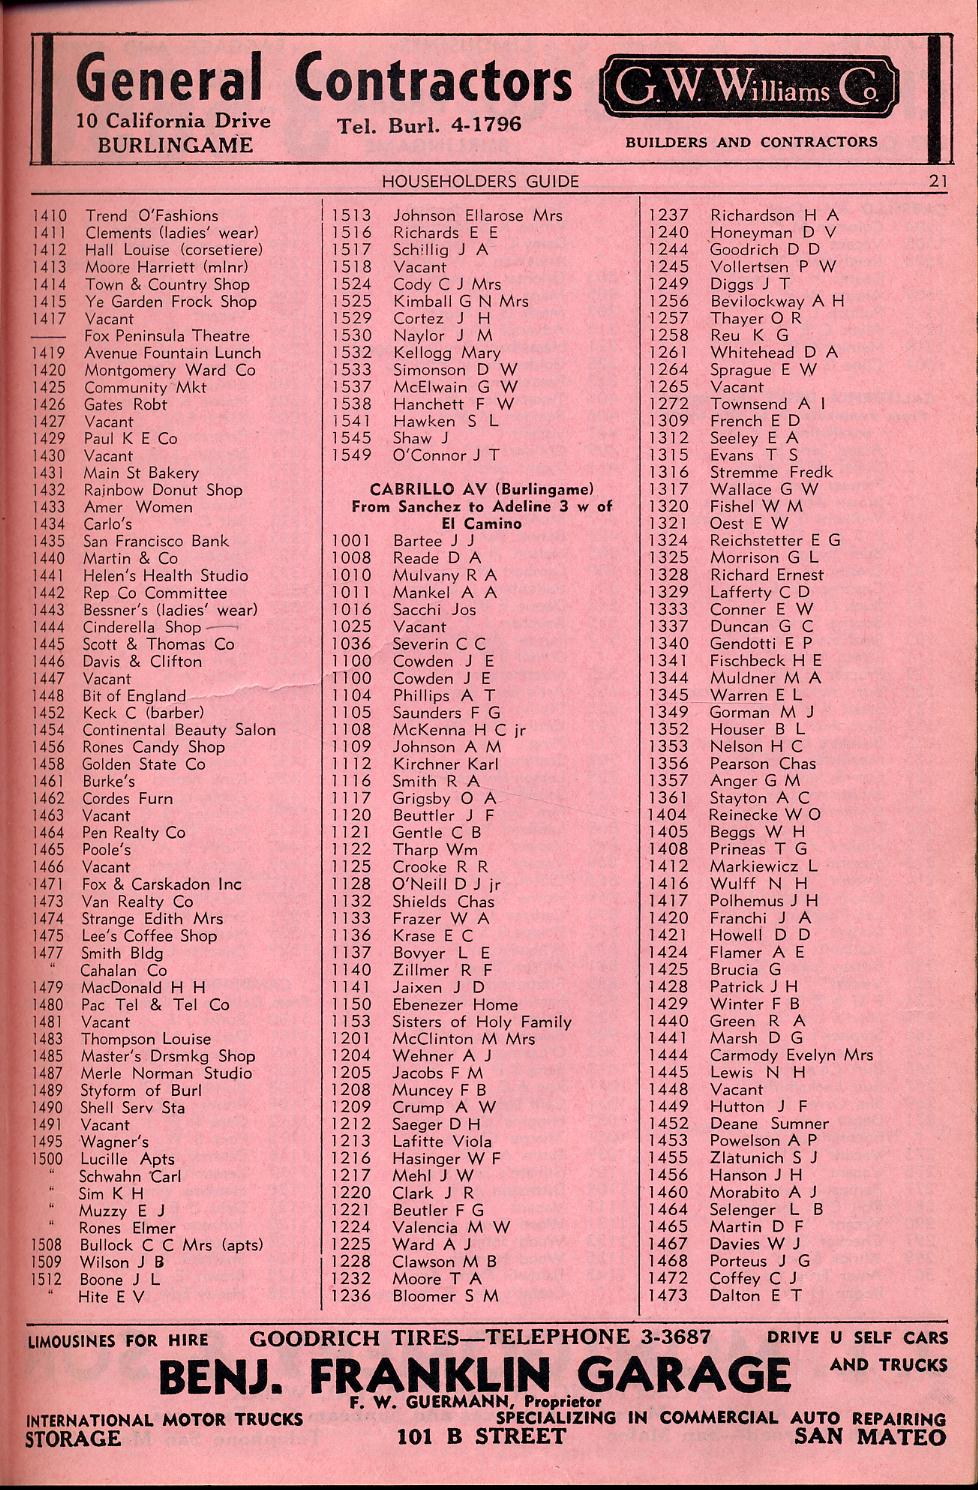 General Contractors
10 California Drive
BURLINGAME
Tel. Burl. 4-1796
G.W. Williams Co.
BUILDERS AND CONTRACTORS
HOUSEHOLDERS GUIDE 21
1410 Trend O'Fashions
1411 Clements (ladies' wear)
1412 Hall Louise (corsetiere)
1413 Moore Harriett (mlnr)
1414 Town & Country Shop
1415 Ye Garden Frock Shop
1417 Vacant
—— Fox Peninsula Theatre
1419 Avenue Fountain Lunch
1420 Montgomery Ward Co
1425 Community Mkt
1426 Gates Robt
1427 Vacant
1429 Paul K E Co
1430 Vacant
1431 Main St Bakery
1432 Rainbow Donut Shop
1433 Amer Women
1434 Carlo's
1435 San Francisco Bank
1440 Martin & Co
1441 Helen's Health Studio
1442 Rep Co Committee
1443 Bessner's (ladies' wear)
1444 Cinderella Shop
1445 Scott & Thomas Co
1446 Davis & Clifton
1447 Vacant
1448 Bit of England
1452 Keck C (barber)
1454 Continental Beauty Salon
1456 Rones Candy Shop
1458 Golden State Co
1461 Burke's
1462 Cordes Furn
1463 Vacant
1464 Pen Realty Co
1465 Poole's
1466 Vacant
1471 Fox & Carskadon Inc
1473 Van Realty Co
1474 Strange Edith Mrs
1475 Lee's Coffee Shop
1477 Smith Bldg
" Cahalan Co
1479 MacDonald H H
1480 Pac Tel & Tel Co
1481 Vacant
1483 Thompson Louise
1485 Master's Drsmkg Shop
1487 Merle Norman Studio
1489 Styform of Burl
1490 Shell Serv Sta
1491 Vacant
1495 Wagner's
1500 Lucille Apts
" Schwahn Carl
" Sim K H
" Muzzy E J
" Rones Elmer
1508 Bullock C C Mrs (apts)
1509 Wilson J B
1512 Boone J L
" Hite E V
1513 Johnson Ellarose Mrs
1516 Richards E E
1517 Schillig J A
1518 Vacant
1524 Cody C J Mrs
1525 Kimball G N Mrs
1529 Cortez J H
1530 Naylor J M
1532 Kellogg Mary
1533 Simonson D W
1537 McElwain G W
1538 Hanchett F W
1541 Hawken S L
1545 Shaw J
1549 O'Connor J T
CABRILLO AV (Burlingame)
From Sanchez to Adeline 3 w of
El Camino
1001 Bartee J J
1008 Reade D A
1010 Mulvany R A
1011 Mankel A A
1016 Sacchi Jos
1025 Vacant
1036 Severin C C
1100 Cowden J E
1100 Cowden J E
1104 Phillips A T
1105 Saunders F G
1108 McKenna H C jr
1109 Johnson A M
1112 Kirchner Karl
1116 Smith R A
1117 Grigsby O A
1120 Beuttler J F
1121 Gentle C B
1122 Tharp Wm
1125 Crooke R R
1128 O'Neill D J jr
1132 Shields Chas
1133 Frazer W A
1136 Krase E C
1137 Bovyer L E
1140 Zillmer R F
1141 Jaixen J D
1150 Ebenezer Home
1153 Sisters of Holy Family
1201 McClinton M Mrs
1204 Wehner A J
1205 Jacobs F M
1208 Muncey F B
1209 Crump A W
1212 Saeger D H
1213 Lafitte Viola
1216 Hasinger W F
1217 Mehl J W
1220 Clark J R
1221 Beutler F G
1224 Valencia M W
1225 Ward A J
1228 Clawson M B
1232 Moore T A
1236 Bloomer S M
1237 Richardson H A
1240 Honeyman D V
1244 Goodrich D D
1245 Vollertsen P W
1249 Diggs J T
1256 Bevilockway A H
1257 Thayer O R
1258 Reu K G
1261 Whitehead D A
1264 Sprague E W
1265 Vacant
1272 Townsend A I
1309 French E D
1312 Seeley E A
1315 Evans T S
1316 Stremme Fredk
1317 Wallace G W
1320 Fishel W M
1321 Oest E W
1324 Reichstetter E G
1325 Morrison G L
1328 Richard Ernest
1329 Lafferty C D
1333 Conner E W
1337 Duncan G C
1340 Gendotti E P
1341 Fischbeck H E
1344 Muldner M A
1345 Warren E L
1349 Gorman M J
1352 Houser B L
1353 Nelson H C
1356 Pearson Chas
1357 Anger G M
1361 Stayton A C
1404 Reinecke W O
1405 Beggs W H
1408 Prineas T G
1412 Markiewicz L
1416 Wulff N H
1417 Polhemus J H
1420 Franchi J A
1421 Howell D D
1424 Flamer A E
1425 Brucia G
1428 Patrick J H
1429 Winter F B
1440 Green R A
1441 Marsh D G
1444 Carmody Evelyn Mrs
1445 Lewis N H
1448 Vacant
1449 Hutton J F
1452 Deane Sumner
1453 Powelson A P
1455 Zlatunich S J
1456 Hanson J H
1460 Morabito A J
1464 Selenger L B
1465 Martin D F
1467 Davies W J
1468 Porteus J G
1472 Coffey C J
1473 Dalton E T
LIMOUSINES FOR HIRE GOODRICH TIRES—TELEPHONE 3-3687 DRIVE U SELF CARS
BENJ. FRANKLIN GARAGE AND TRUCKS
F. W. GUERMANN, Proprietor
INTERNATIONAL MOTOR TRUCKS SPECIALIZING IN COMMERCIAL AUTO REPAIRING
STORAGE 101 B STREET SAN MATEO